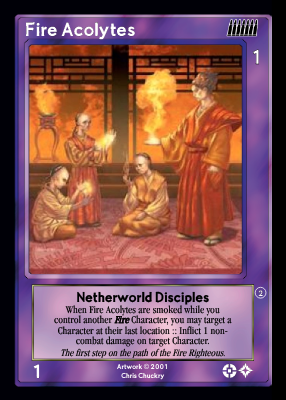 Fire Acolytes
1
Netherworld Disciples
2
When Fire Acolytes are smoked while you
control another Fire Character, you may target a
Character at their last location :: Inflict 1 non-
combat damage on target Character.
The first step on the path of the Fire Righteous.
1
Artwork © 2001
Chris Chuckry